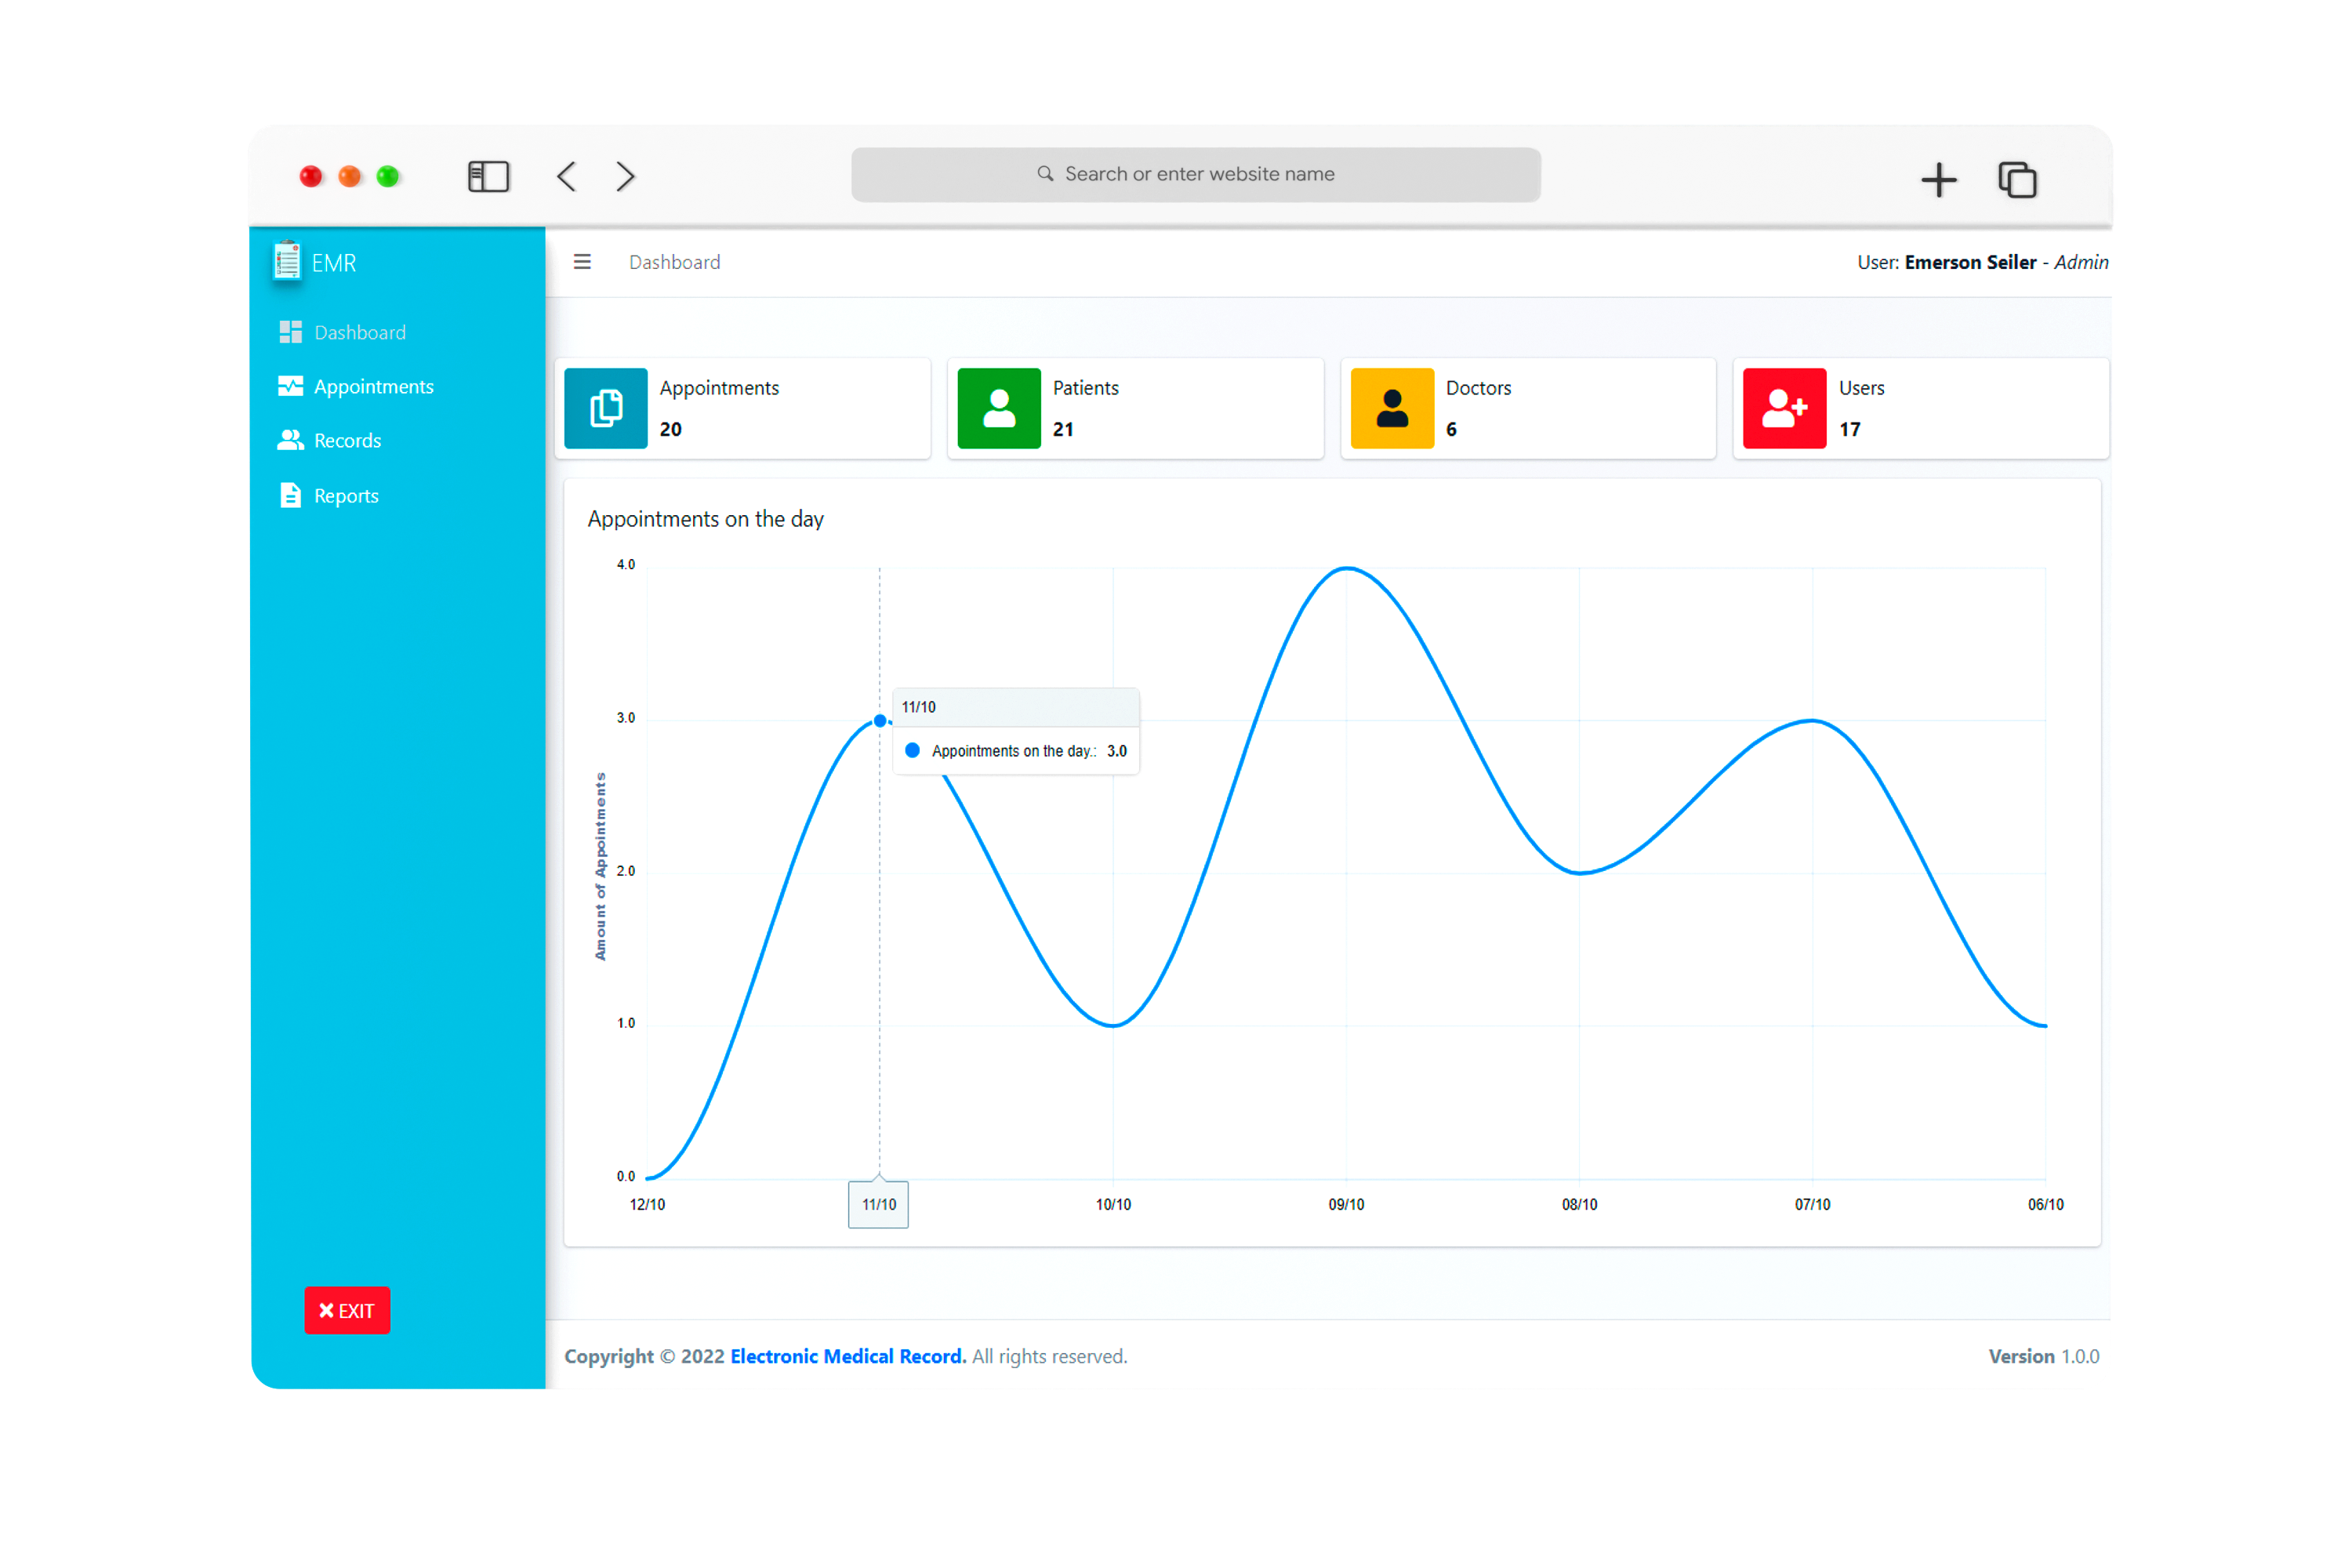 Search or enter website name
EMR
Dashboard
Appointments
Records
Reports
EXIT
Dashboard
User: Emerson Seiler - Admin
Appointments
20
Patients
21
Doctors
6
Users
17
Appointments on the day
Amount of Appointments
4.0
3.0
2.0
1.0
0.0
11/10
Appointments on the day.: 3.0
12/10 11/10 10/10 09/10 08/10 07/10 06/10
Copyright © 2022 Electronic Medical Record. All rights reserved.
Version 1.0.0